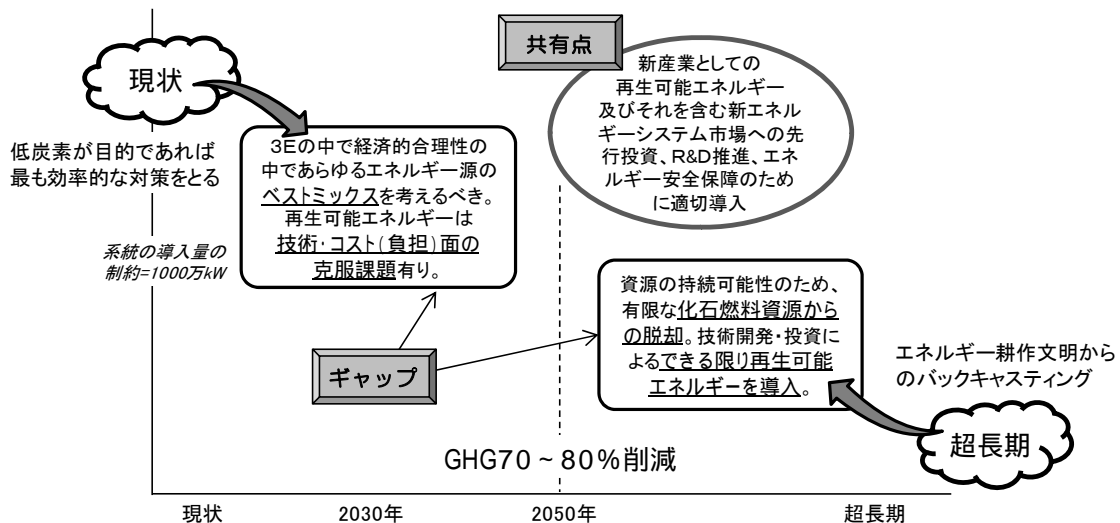 共有点
新産業としての
再生可能エネルギー
及びそれを含む新エネル
ギーシステム市場への先
行投資、R&D推進、エネ
ルギー安全保障のため
に適切導入
現状
低炭素が目的であれば
最も効率的な対策をとる
3Eの中で経済的合理性の
中であらゆるエネルギー源の
ベストミックスを考えるべき。
再生可能エネルギーは
技術・コスト(負担)面の
克服課題有り。
系統の導入量の
制約=1000万kW
資源の持続可能性のため、
有限な化石燃料資源から
の脱却。技術開発・投資に
よるできる限り再生可能
エネルギーを導入。
ギャップ
エネルギー耕作文明から
のバックキャスティング
超長期
GHG70~80%削減
現状 2030年 2050年 超長期